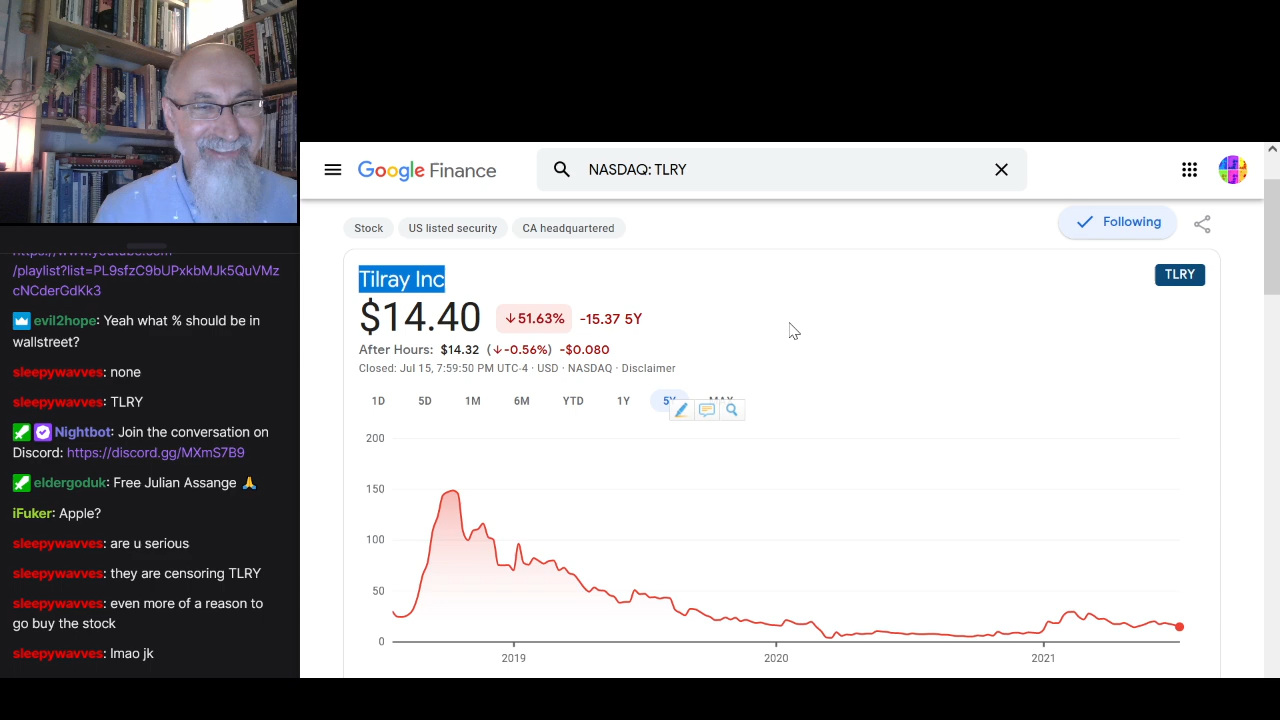 https://www.youtube.com
/playlist?list=PL9sfzC9bUPxkbMJk5QuVMz
cNCderGdKk3
evil2hope: Yeah what % should be in
wallstreet?
sleepywavves: none
sleepywavves: TLRY
Nightbot: Join the conversation on
Discord: https://discord.gg/MXmS7B9
eldergoduk: Free Julian Assange 🙏
iFuker: Apple?
sleepywavves: are u serious
sleepywavves: they are censoring TLRY
sleepywavves: even more of a reason to
go buy the stock
sleepywavves: lmao jk
Google Finance
NASDAQ: TLRY
Stock
US listed security
CA headquartered
Following
Tilray Inc
TLRY
$14.40
↓51.63%
-15.37 5Y
After Hours: $14.32 (↓-0.56%) -$0.080
Closed: Jul 15, 7:59:50 PM UTC-4 · USD · NASDAQ · Disclaimer
1D 5D 1M 6M YTD 1Y 5Y MAX
200
150
100
50
0
2019 2020 2021